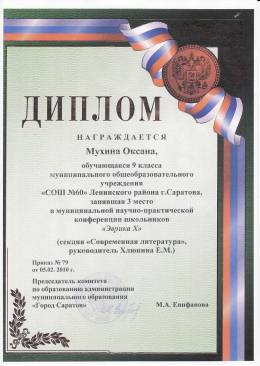 ДИПЛОМ
НАГРАЖДАЕТСЯ
Мухина Оксана,
обучающаяся 9 класса
муниципального общеобразовательного
учреждения
«СОШ №60» Ленинского района г.Саратова,
занявшая 3 место
в муниципальной научно-практической
конференции школьников
«Эврика X»
(секция «Современная литература»,
руководитель Хлюпина Е.М.)
Приказ № 79
от 05.02. 2010 г.
Председатель комитета
по образованию администрации
муниципального образования
«Город Саратов»
М.А. Епифанова